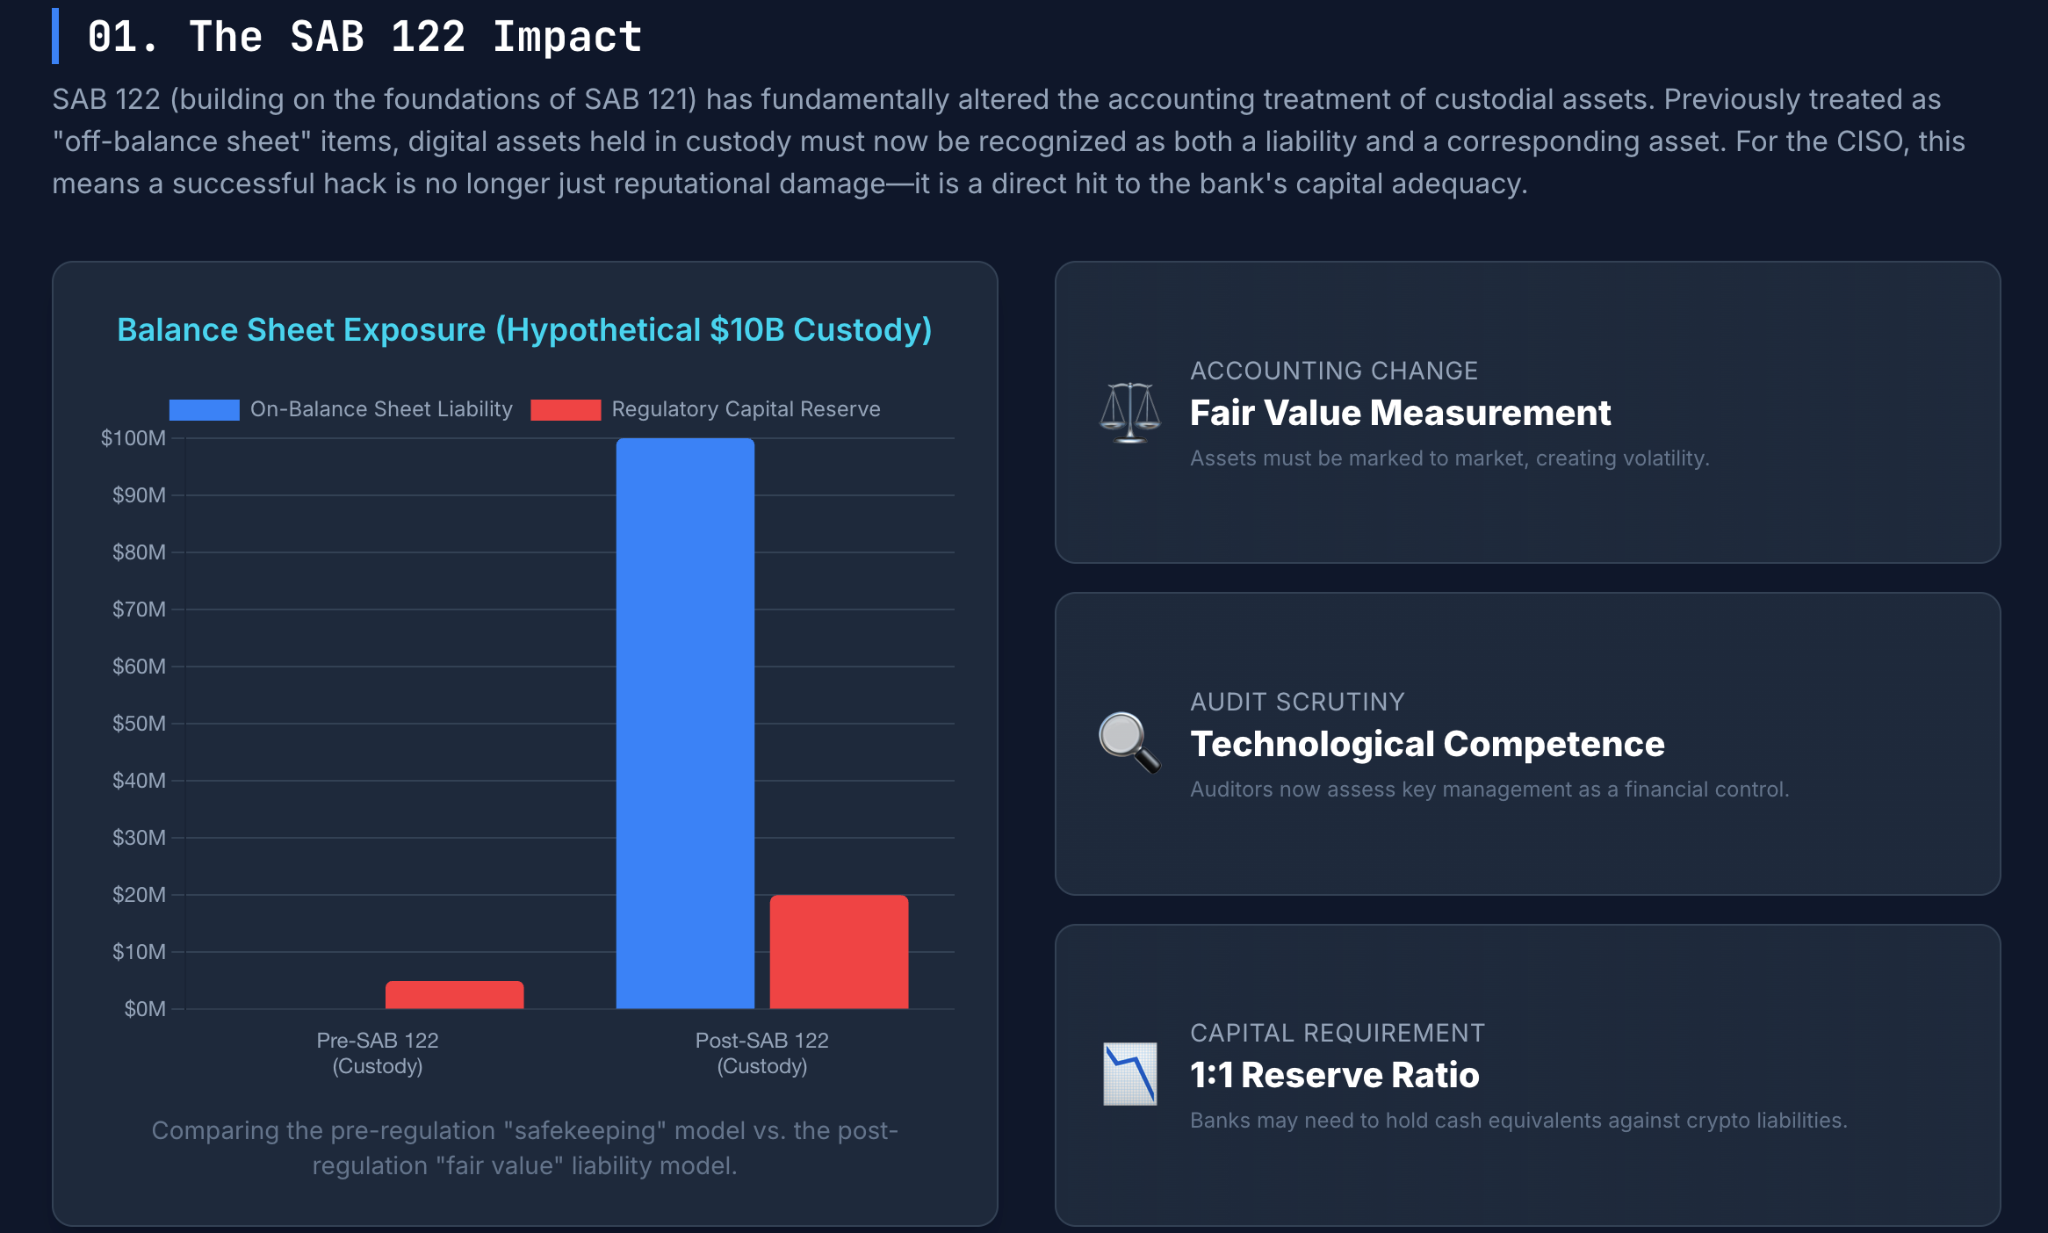 01. The SAB 122 Impact
SAB 122 (building on the foundations of SAB 121) has fundamentally altered the accounting treatment of custodial assets. Previously treated as
"off-balance sheet" items, digital assets held in custody must now be recognized as both a liability and a corresponding asset. For the CISO, this
means a successful hack is no longer just reputational damage—it is a direct hit to the bank's capital adequacy.
Balance Sheet Exposure (Hypothetical $10B Custody)
On-Balance Sheet Liability
Regulatory Capital Reserve
$100M
$90M
$80M
$70M
$60M
$50M
$40M
$30M
$20M
$10M
$0M
Pre-SAB 122
(Custody)
Post-SAB 122
(Custody)
Comparing the pre-regulation "safekeeping" model vs. the post-
regulation "fair value" liability model.
ACCOUNTING CHANGE
Fair Value Measurement
Assets must be marked to market, creating volatility.
AUDIT SCRUTINY
Technological Competence
Auditors now assess key management as a financial control.
CAPITAL REQUIREMENT
1:1 Reserve Ratio
Banks may need to hold cash equivalents against crypto liabilities.